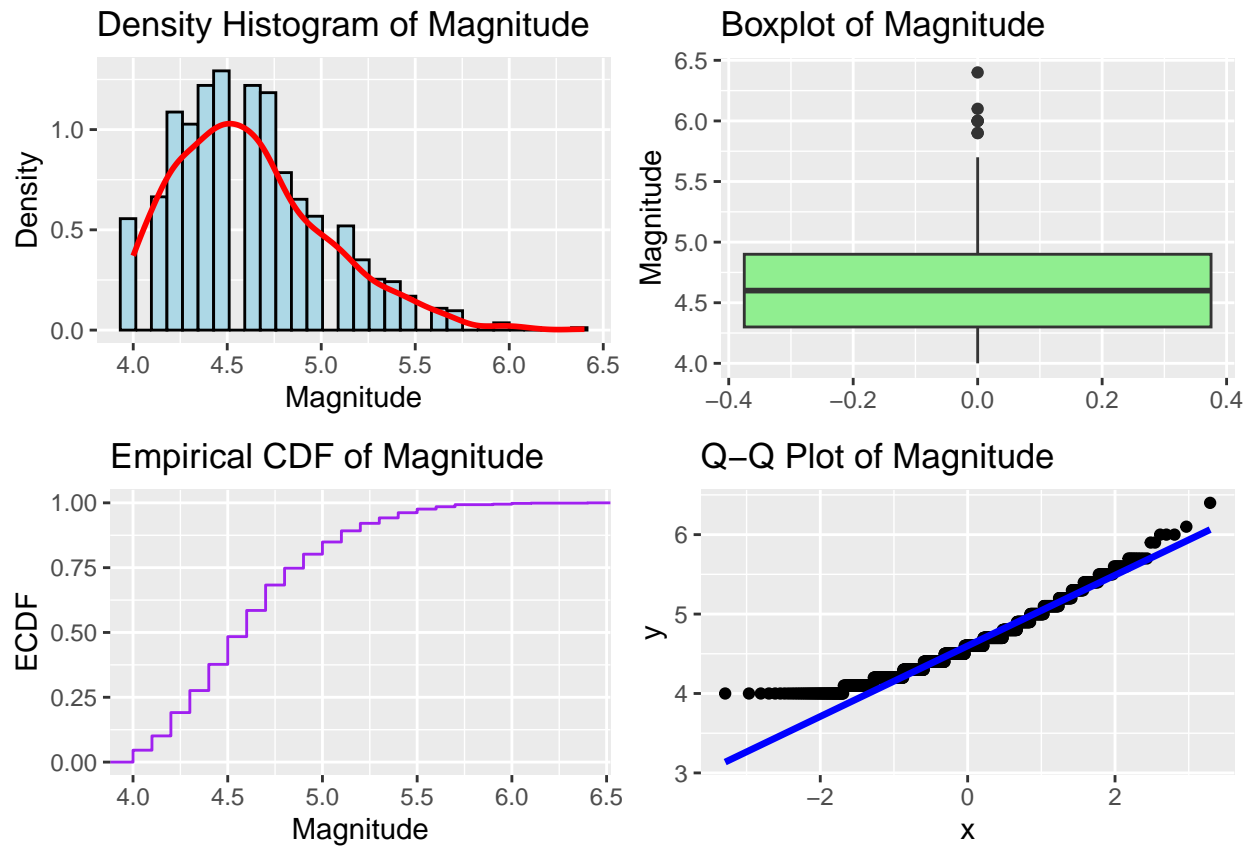 Density Histogram of Magnitude
Density
1.0
0.5
0.0
4.0 4.5 5.0 5.5 6.0 6.5
Magnitude
Boxplot of Magnitude
Magnitude
6.5
6.0
5.5
5.0
4.5
4.0
−0.4 −0.2 0.0 0.2 0.4
Empirical CDF of Magnitude
ECDF
1.00
0.75
0.50
0.25
0.00
4.0 4.5 5.0 5.5 6.0 6.5
Magnitude
Q−Q Plot of Magnitude
y
6
5
4
3
−2 0 2
x